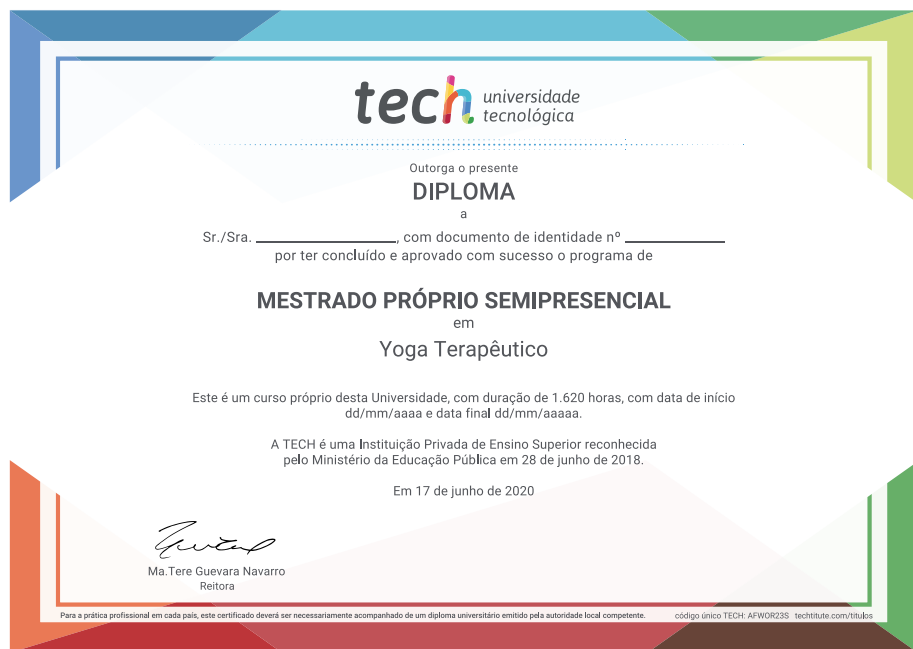 tech universidade
tecnológica
Outorga o presente
DIPLOMA
a
Sr./Sra. ____________________, com documento de identidade nº ______________
por ter concluído e aprovado com sucesso o programa de
MESTRADO PRÓPRIO SEMIPRESENCIAL
em
Yoga Terapêutico
Este é um curso próprio desta Universidade, com duração de 1.620 horas, com data de início
dd/mm/aaaa e data final dd/mm/aaaaa.
A TECH é uma Instituição Privada de Ensino Superior reconhecida
pelo Ministério da Educação Pública em 28 de junho de 2018.
Em 17 de junho de 2020
Ma.Tere Guevara Navarro
Reitora
Para a prática profissional em cada país, este certificado deverá ser necessariamente acompanhado de um diploma universitário emitido pela autoridade local competente. código único TECH: AFWOR23S techtitute.com/titulos